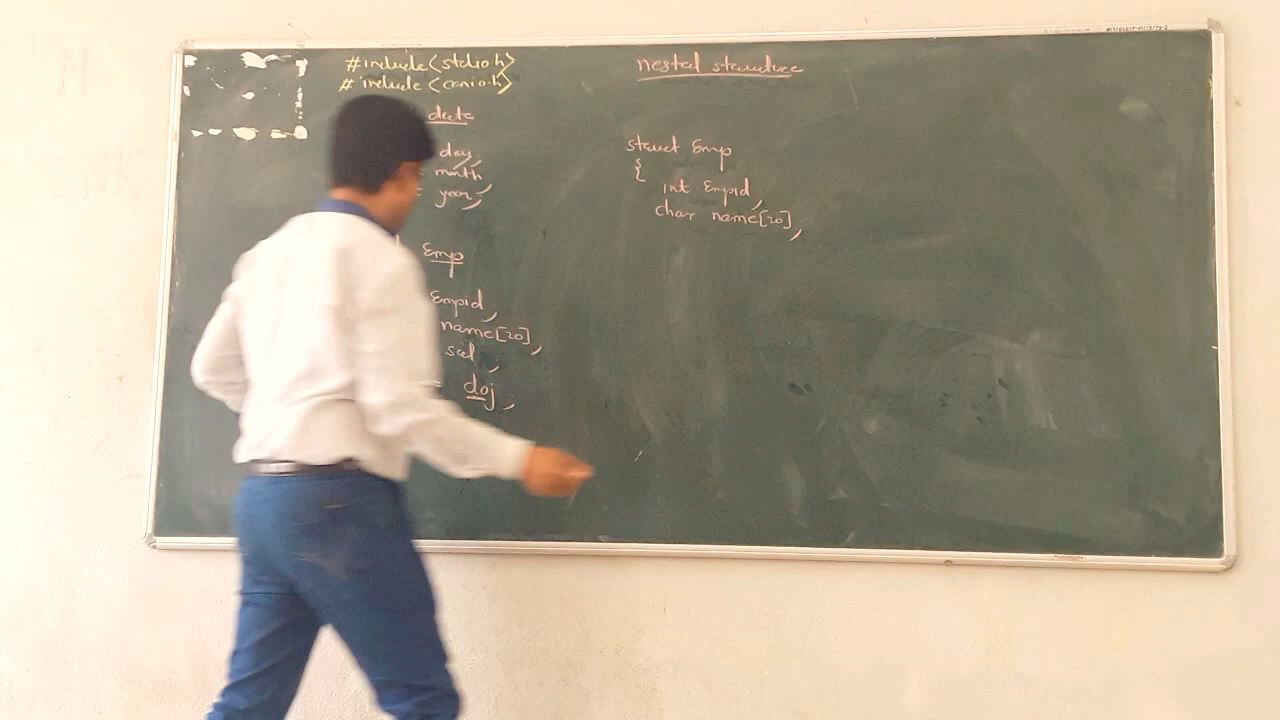 #include<stdio.h>
#include<conio.h>
date
day;
month;
year;
Emp
Empid;
name[20];
sal;
doj;
nested structure
struct Emp
{
int Empid;
char name[20];